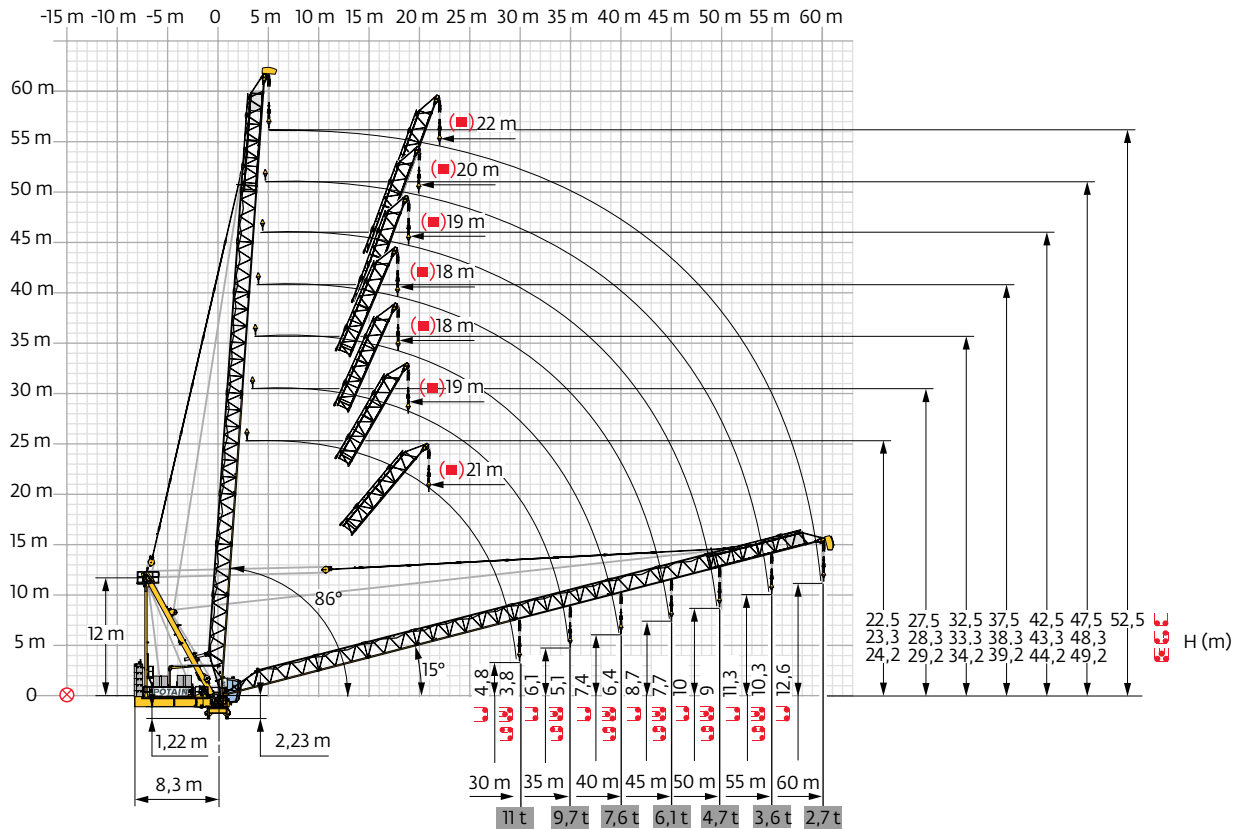 -15 m -10 m -5 m 0 5 m 10 m 15 m 20 m 25 m 30 m 35 m 40 m 45 m 50 m 55 m 60 m
60 m
55 m
50 m
45 m
40 m
35 m
30 m
25 m
20 m
15 m
10 m
5 m
0
22 m
20 m
19 m
18 m
18 m
19 m
21 m
86°
15°
12 m
POTAIN
1,22 m
2,23 m
8,3 m
4,8 3,8 6,1 5,1 7,4 6,4 8,7 7,7 10 9 11,3 10,3 12,6
22,5 27,5 32,5 37,5 42,5 47,5 52,5
23,3 28,3 33,3 38,3 43,3 48,3
24,2 29,2 34,2 39,2 44,2 49,2
H (m)
30 m 35 m 40 m 45 m 50 m 55 m 60 m
11 t 9,7 t 7,6 t 6,1 t 4,7 t 3,6 t 2,7 t